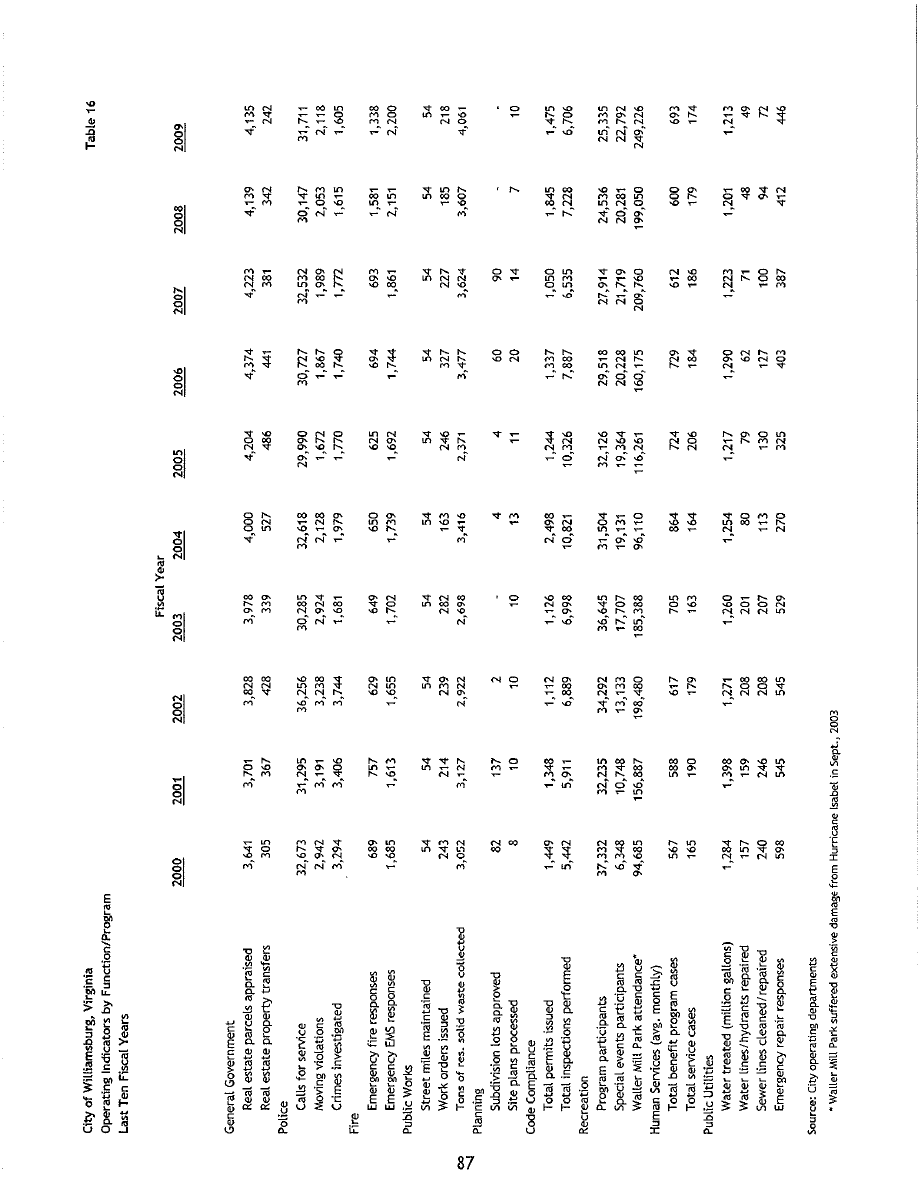 City of Williamsburg, Virginia Table 16
Operating Indicators by Function/Program
Last Ten Fiscal Years
Fiscal Year
2000 2001 2002 2003 2004 2005 2006 2007 2008 2009
General Government
Real estate parcels appraised 3,641 3,701 3,828 3,978 4,000 4,204 4,374 4,223 4,139 4,135
Real estate property transfers 305 367 428 339 527 486 441 381 342 242
Police
Calls for service 32,673 31,295 36,256 30,285 32,618 29,990 30,727 32,532 30,147 31,711
Moving violations 2,942 3,191 3,238 2,924 2,128 1,672 1,867 1,989 2,053 2,118
Crimes investigated 3,294 3,406 3,744 1,681 1,979 1,770 1,740 1,772 1,615 1,605
Fire
Emergency fire responses 689 757 629 649 650 625 694 693 1,581 1,338
Emergency EMS responses 1,685 1,613 1,655 1,702 1,739 1,692 1,744 1,861 2,151 2,200
Public Works
Street miles maintained 54 54 54 54 54 54 54 54 54 54
Work orders issued 243 214 239 282 163 246 327 227 185 218
Tons of res. solid waste collected 3,052 3,127 2,922 2,698 3,416 2,371 3,477 3,624 3,607 4,061
Planning
Subdivision lots approved 82 137 2 - 4 4 60 90 - -
Site plans processed 8 10 10 10 13 11 20 14 7 10
Code Compliance
Total permits issued 1,449 1,348 1,112 1,126 2,498 1,244 1,337 1,050 1,845 1,475
Total inspections performed 5,442 5,911 6,889 6,998 10,821 10,326 7,887 6,535 7,228 6,706
Recreation
Program participants 37,332 32,235 34,292 36,645 31,504 32,126 29,518 27,914 24,536 25,335
Special events participants 6,348 10,748 13,133 17,707 19,131 19,364 20,228 21,719 20,281 22,792
Waller Mill Park attendance* 94,685 156,887 198,480 185,388 96,110 116,261 160,175 209,760 199,050 249,226
Human Services (avg. monthly)
Total benefit program cases 567 588 617 705 864 724 729 612 600 693
Total service cases 165 190 179 163 164 206 184 186 179 174
Public Utilities
Water treated (million gallons) 1,284 1,398 1,271 1,260 1,254 1,217 1,290 1,223 1,201 1,213
Water lines/hydrants repaired 157 159 208 201 80 79 62 71 48 49
Sewer lines cleaned/repaired 240 246 208 207 113 130 127 100 94 72
Emergency repair responses 598 545 545 529 270 325 403 387 412 446
Source: City operating departments
* Waller Mill Park suffered extensive damage from Hurricane Isabel in Sept., 2003
87